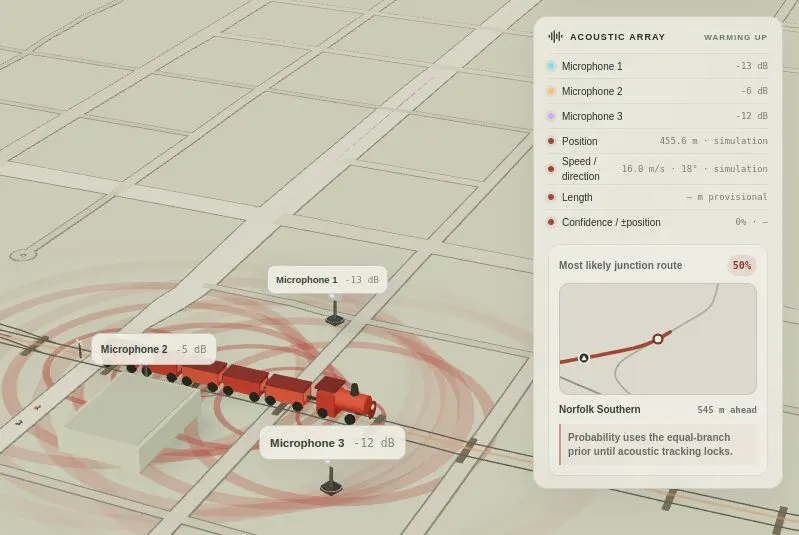 ACOUSTIC ARRAY WARMING UP
Microphone 1 -13 dB
Microphone 2 -6 dB
Microphone 3 -12 dB
Position 455.6 m · simulation
Speed / direction 16.0 m/s · 18° · simulation
Length — m provisional
Confidence / ±position 0% · —
Most likely junction route 50%
Norfolk Southern 545 m ahead
Probability uses the equal-branch
prior until acoustic tracking locks.
Microphone 1 -13 dB
Microphone 2 -5 dB
Microphone 3 -12 dB